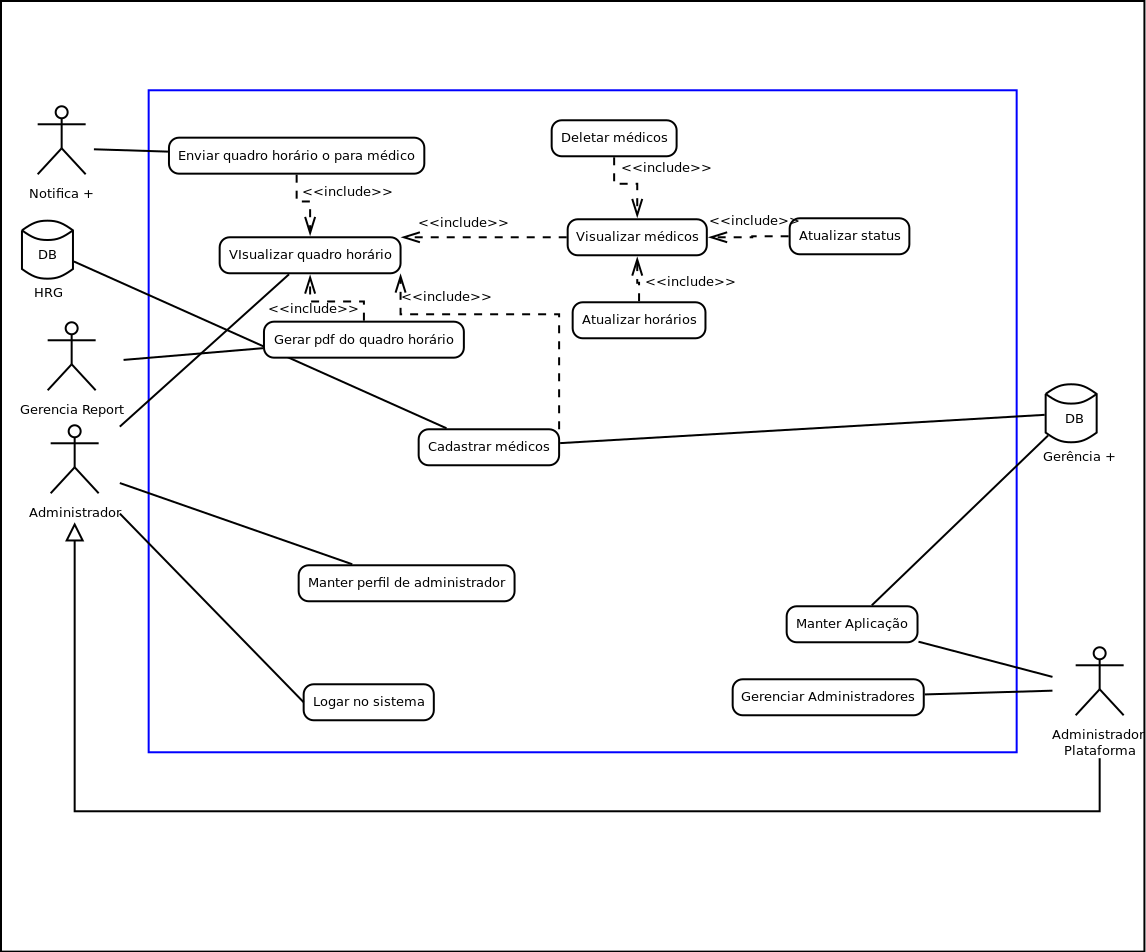 Deletar médicos
Enviar quadro horário o para médico
<<include>>
<<include>>
Notifica +
<<include>>
<<include>>
Visualizar médicos
Atualizar status
VIsualizar quadro horário
DB
HRG
<<include>>
<<include>>
<<include>>
Atualizar horários
Gerar pdf do quadro horário
Gerencia Report
DB
Cadastrar médicos
Gerência +
Administrador
Manter perfil de administrador
Manter Aplicação
Gerenciar Administradores
Logar no sistema
Administrador
Plataforma